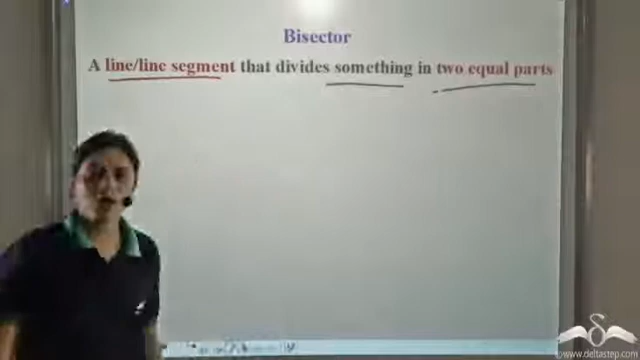 Bisector
A line/line segment that divides something in two equal parts
www.deltastep.com